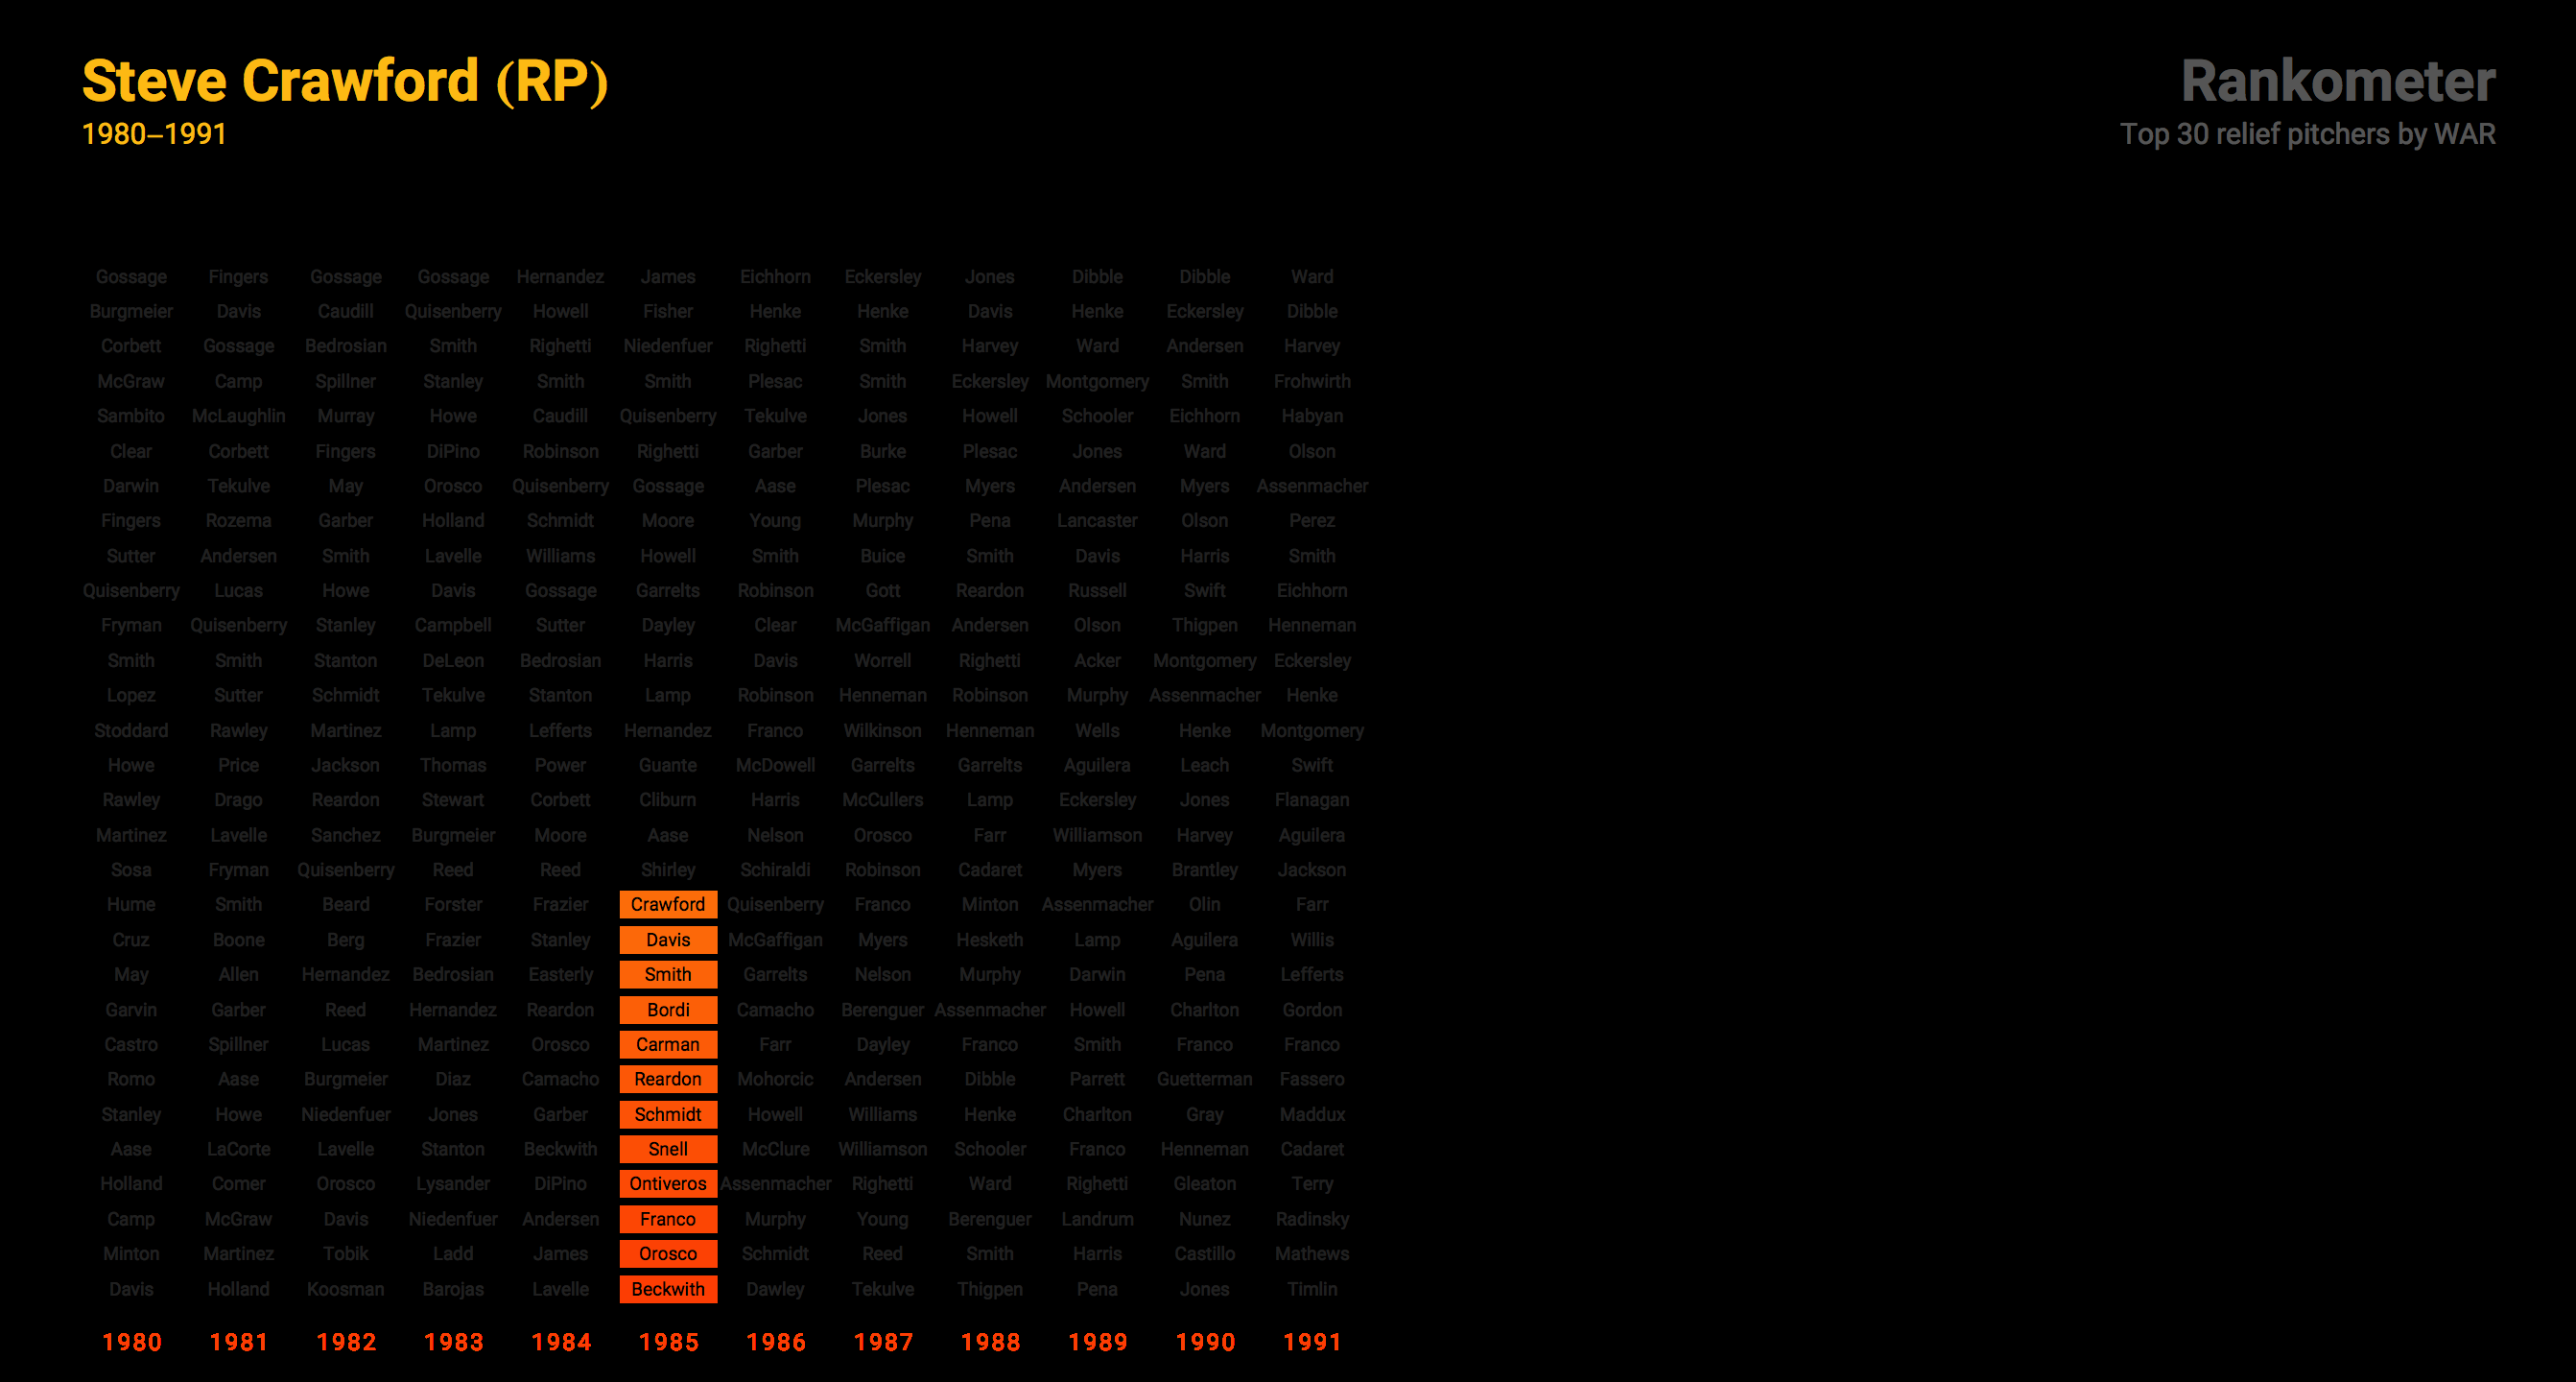 Steve Crawford (RP)
1980–1991
Rankometer
Top 30 relief pitchers by WAR
Gossage Fingers Gossage Gossage Hernandez James Eichhorn Eckersley Jones Dibble Dibble Ward
Burgmeier Davis Caudill Quisenberry Howell Fisher Henke Henke Davis Henke Eckersley Dibble
Corbett Gossage Bedrosian Smith Righetti Niedenfuer Righetti Smith Harvey Ward Andersen Harvey
McGraw Camp Spillner Stanley Smith Smith Plesac Smith Eckersley Montgomery Smith Frohwirth
Sambito McLaughlin Murray Howe Caudill Quisenberry Tekulve Jones Howell Schooler Eichhorn Habyan
Clear Corbett Fingers DiPino Robinson Righetti Garber Burke Plesac Jones Ward Olson
Darwin Tekulve May Orosco Quisenberry Gossage Aase Plesac Myers Andersen Myers Assenmacher
Fingers Rozema Garber Holland Schmidt Moore Young Murphy Pena Lancaster Olson Perez
Sutter Andersen Smith Lavelle Williams Howell Smith Buice Smith Davis Harris Smith
Quisenberry Lucas Howe Davis Gossage Garrelts Robinson Gott Reardon Russell Swift Eichhorn
Fryman Quisenberry Stanley Campbell Sutter Dayley Clear McGaffigan Andersen Olson Thigpen Henneman
Smith Smith Stanton DeLeon Bedrosian Harris Davis Worrell Righetti Acker Montgomery Eckersley
Lopez Sutter Schmidt Tekulve Stanton Lamp Robinson Henneman Robinson Murphy Assenmacher Henke
Stoddard Rawley Martinez Lamp Lefferts Hernandez Franco Wilkinson Henneman Wells Henke Montgomery
Howe Price Jackson Thomas Power Guante McDowell Garrelts Garrelts Aguilera Leach Swift
Rawley Drago Reardon Stewart Corbett Cliburn Harris McCullers Lamp Eckersley Jones Flanagan
Martinez Lavelle Sanchez Burgmeier Moore Aase Nelson Orosco Farr Williamson Harvey Aguilera
Sosa Fryman Quisenberry Reed Reed Shirley Schiraldi Robinson Cadaret Myers Brantley Jackson
Hume Smith Beard Forster Frazier Crawford Quisenberry Franco Minton Assenmacher Olin Farr
Cruz Boone Berg Frazier Stanley Davis McGaffigan Myers Hesketh Lamp Aguilera Willis
May Allen Hernandez Bedrosian Easterly Smith Garrelts Nelson Murphy Darwin Pena Lefferts
Garvin Garber Reed Hernandez Reardon Bordi Camacho Berenguer Assenmacher Howell Charlton Gordon
Castro Spillner Lucas Martinez Orosco Carman Farr Dayley Franco Smith Franco Franco
Romo Aase Burgmeier Diaz Camacho Reardon Mohorcic Andersen Dibble Parrett Guetterman Fassero
Stanley Howe Niedenfuer Jones Garber Schmidt Howell Williams Henke Charlton Gray Maddux
Aase LaCorte Lavelle Stanton Beckwith Snell McClure Williamson Schooler Franco Henneman Cadaret
Holland Comer Orosco Lysander DiPino Ontiveros Assenmacher Righetti Ward Righetti Gleaton Terry
Camp McGraw Davis Niedenfuer Andersen Franco Murphy Young Berenguer Landrum Nunez Radinsky
Minton Martinez Tobik Ladd James Orosco Schmidt Reed Smith Harris Castillo Mathews
Davis Holland Koosman Barojas Lavelle Beckwith Dawley Tekulve Thigpen Pena Jones Timlin
1980 1981 1982 1983 1984 1985 1986 1987 1988 1989 1990 1991